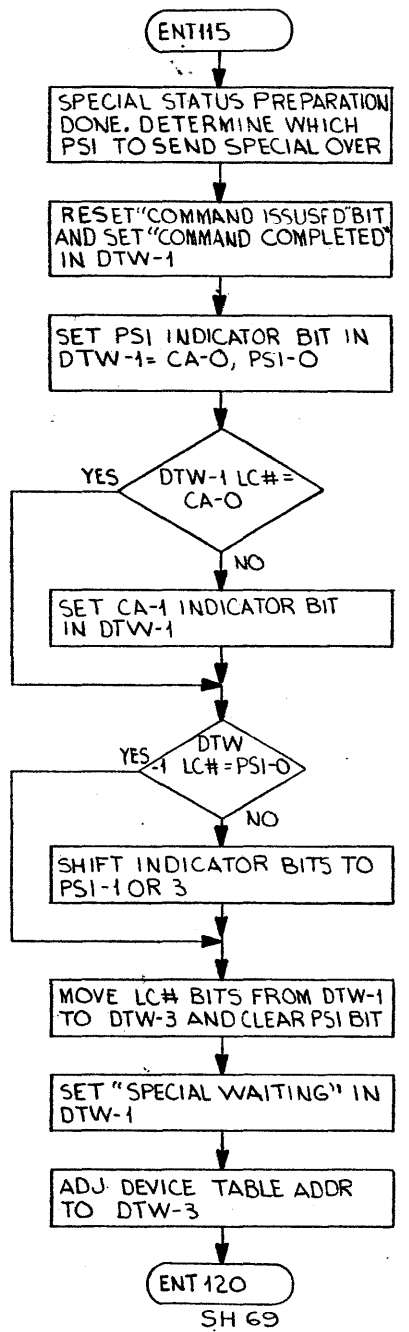 ENT115
SPECIAL STATUS PREPARATION
DONE. DETERMINE WHICH
PSI TO SEND SPECIAL OVER
RESET "COMMAND ISSUSFD" BIT
AND SET "COMMAND COMPLETED"
IN DTW-1
SET PSI INDICATOR BIT IN
DTW-1= CA-0, PSI-0
YES
DTW-1 LC#=
CA-0
NO
SET CA-1 INDICATOR BIT
IN DTW-1
YES
DTW
-1 LC#=PSI-0
NO
SHIFT INDICATOR BITS TO
PSI-1 OR 3
MOVE LC# BITS FROM DTW-1
TO DTW-3 AND CLEAR PSI BIT
SET "SPECIAL WAITING" IN
DTW-1
ADJ. DEVICE TABLE ADDR
TO DTW-3
ENT 120
SH 69